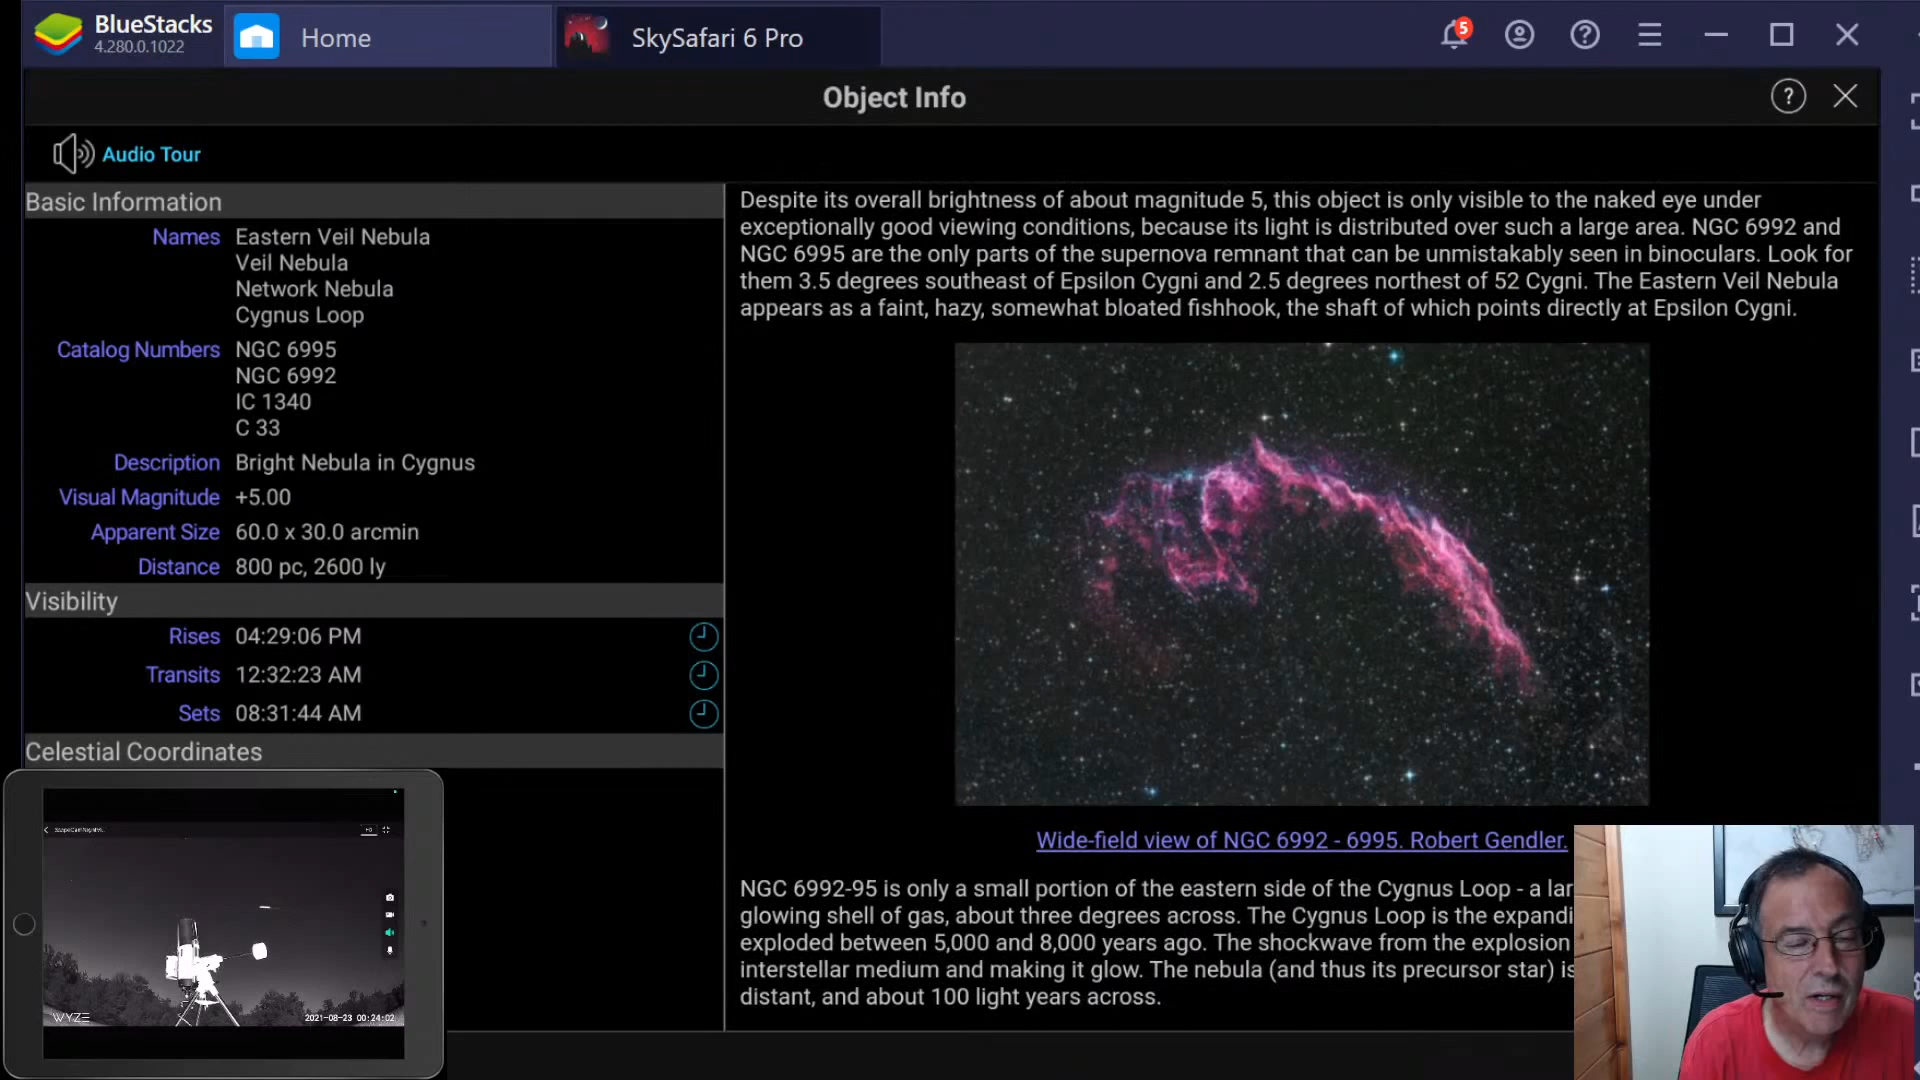 BlueStacks
4.280.0.1022
Home
SkySafari 6 Pro
5
Object Info
?
Audio Tour
Basic Information
Names Eastern Veil Nebula
Veil Nebula
Network Nebula
Cygnus Loop
Catalog Numbers NGC 6995
NGC 6992
IC 1340
C 33
Description Bright Nebula in Cygnus
Visual Magnitude +5.00
Apparent Size 60.0 x 30.0 arcmin
Distance 800 pc, 2600 ly
Visibility
Rises 04:29:06 PM
Transits 12:32:23 AM
Sets 08:31:44 AM
Celestial Coordinates
Despite its overall brightness of about magnitude 5, this object is only visible to the naked eye under
exceptionally good viewing conditions, because its light is distributed over such a large area. NGC 6992 and
NGC 6995 are the only parts of the supernova remnant that can be unmistakably seen in binoculars. Look for
them 3.5 degrees southeast of Epsilon Cygni and 2.5 degrees northest of 52 Cygni. The Eastern Veil Nebula
appears as a faint, hazy, somewhat bloated fishhook, the shaft of which points directly at Epsilon Cygni.
Wide-field view of NGC 6992 - 6995. Robert Gendler.
NGC 6992-95 is only a small portion of the eastern side of the Cygnus Loop - a lar
glowing shell of gas, about three degrees across. The Cygnus Loop is the expandi
exploded between 5,000 and 8,000 years ago. The shockwave from the explosion
interstellar medium and making it glow. The nebula (and thus its precursor star) is
distant, and about 100 light years across.
WYZE
2021-08-23 00:24:02